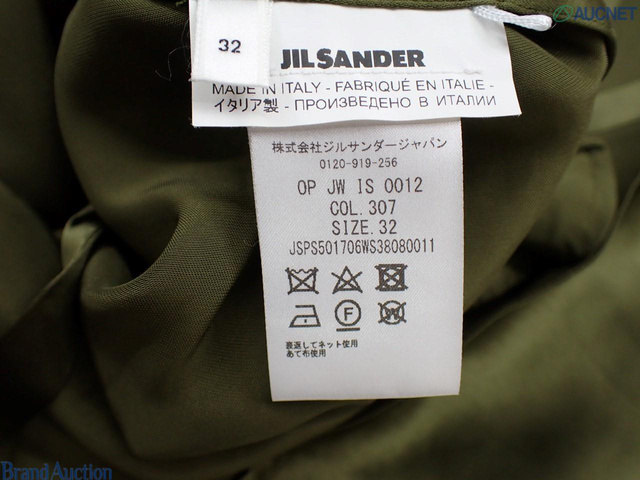 AUCNET
32
JIL SANDER
MADE IN ITALY - FABRIQUÉ EN ITALIE -
イタリア製 - ПРОИЗВЕДЕНО В ИТАЛИИ
株式会社ジルサンダージャパン
0120-919-256
OP JW IS 0012
COL.307
SIZE.32
JSPS501706WS38080011
F
W
裏返してネット使用
あて布使用
Brand Auction